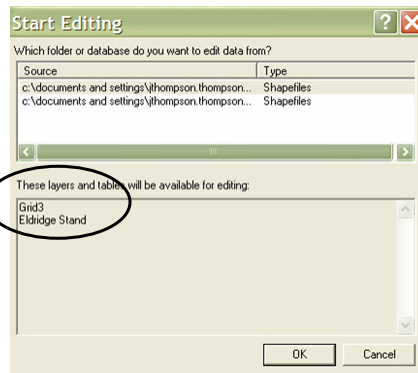 Start Editing
Which folder or database do you want to edit data from?
Source Type
c:\documents and settings\jthompson.thompson... Shapefiles
c:\documents and settings\jthompson.thompson... Shapefiles
These layers and tables will be available for editing:
Grid3
Eldridge Stand
OK Cancel